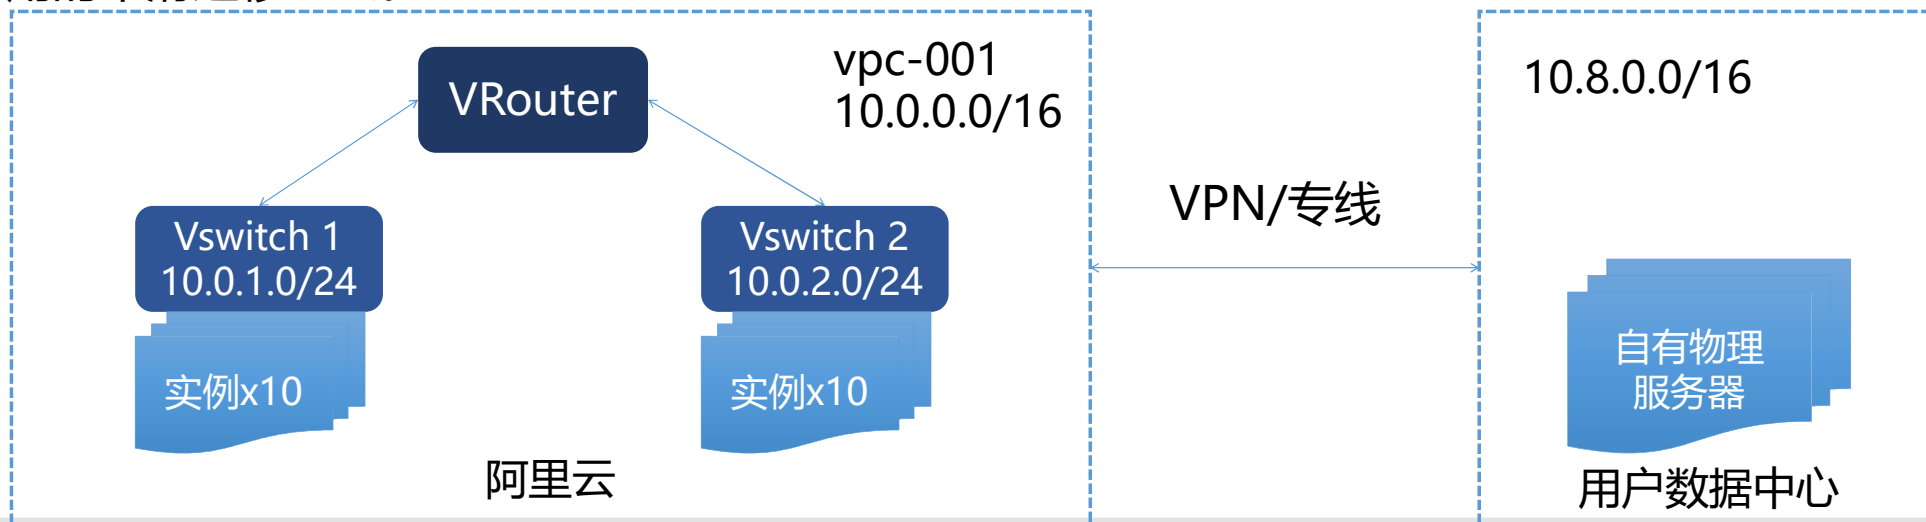 VRouter
vpc-001
10.0.0.0/16
10.8.0.0/16
VPN/专线
Vswitch 1
10.0.1.0/24
Vswitch 2
10.0.2.0/24
实例x10
实例x10
自有物理
服务器
阿里云
用户数据中心